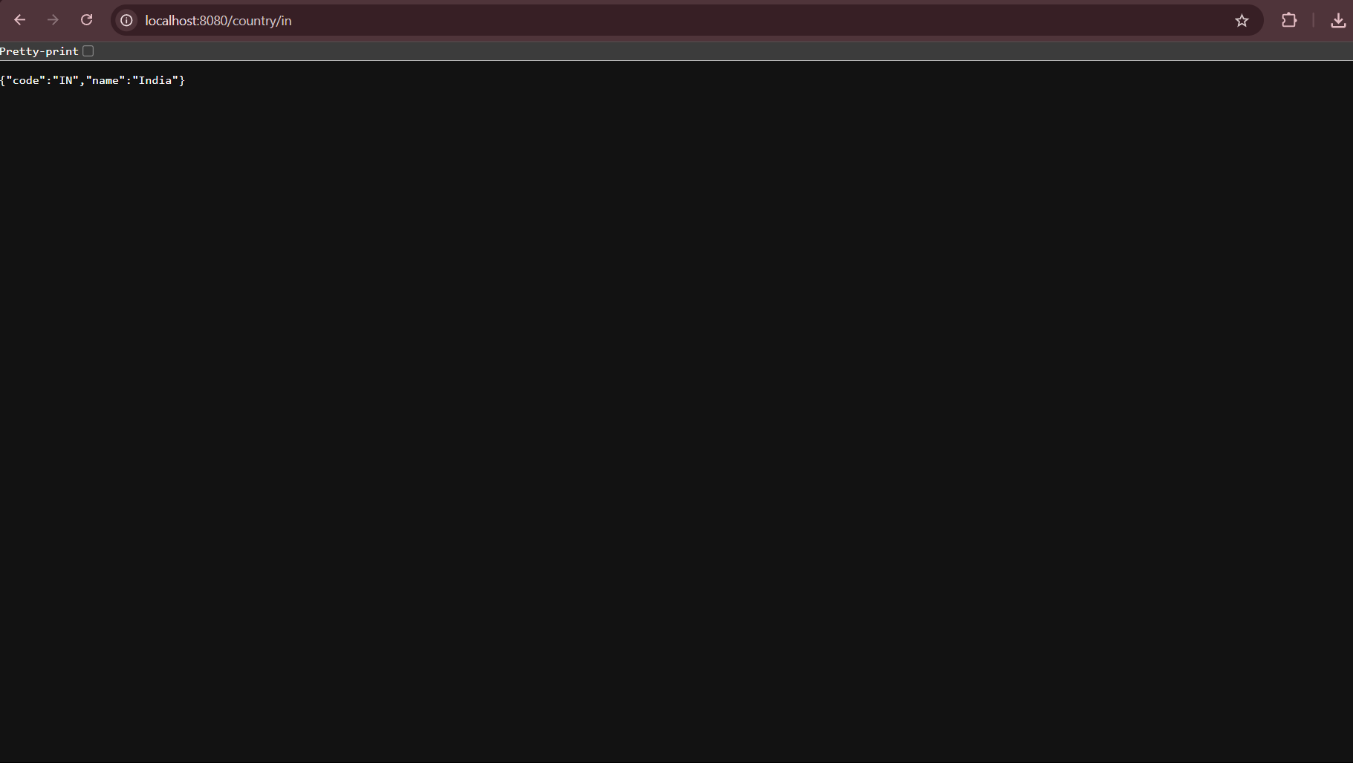 localhost:8080/country/in
Pretty-print
{"code":"IN","name":"India"}